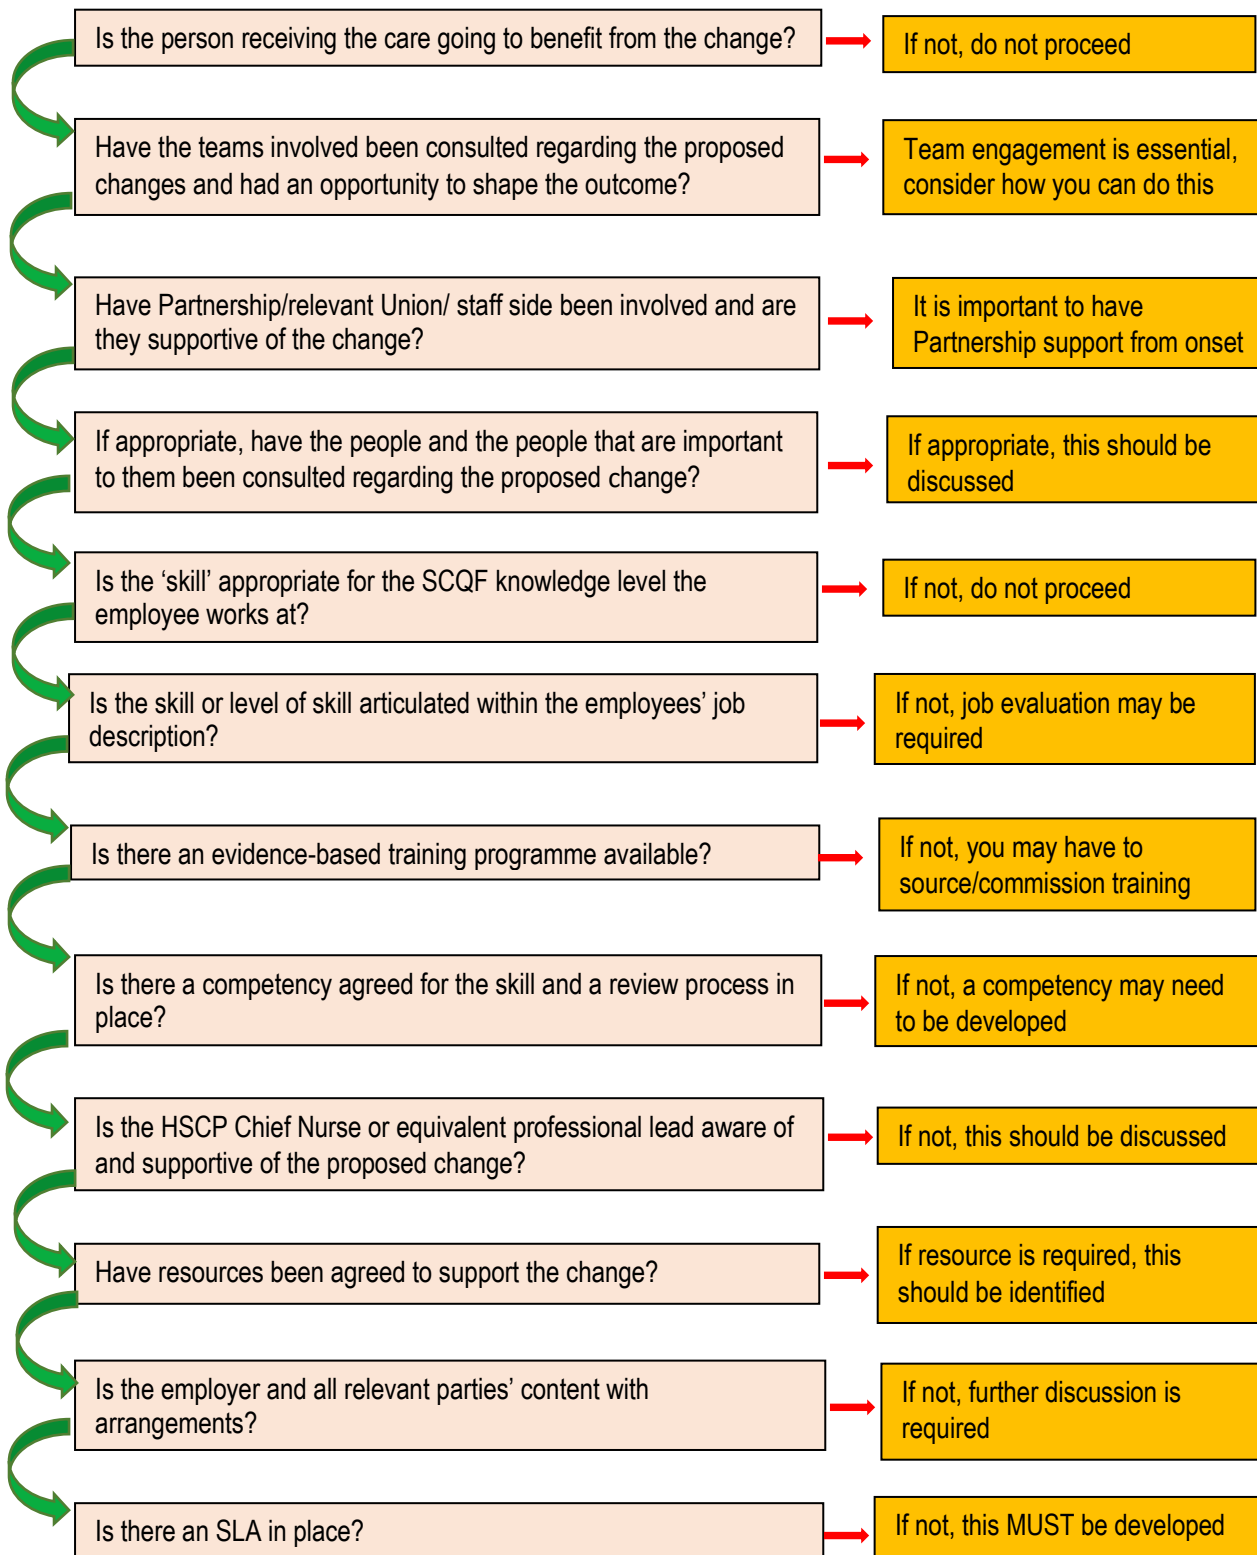 Is the person receiving the care going to benefit from the change?
If not, do not proceed
Have the teams involved been consulted regarding the proposed
changes and had an opportunity to shape the outcome?
Team engagement is essential,
consider how you can do this
Have Partnership/relevant Union/ staff side been involved and are
they supportive of the change?
It is important to have
Partnership support from onset
If appropriate, have the people and the people that are important
to them been consulted regarding the proposed change?
If appropriate, this should be
discussed
Is the ‘skill’ appropriate for the SCQF knowledge level the
employee works at?
If not, do not proceed
Is the skill or level of skill articulated within the employees’ job
description?
If not, job evaluation may be
required
Is there an evidence-based training programme available?
If not, you may have to
source/commission training
Is there a competency agreed for the skill and a review process in
place?
If not, a competency may need
to be developed
Is the HSCP Chief Nurse or equivalent professional lead aware of
and supportive of the proposed change?
If not, this should be discussed
Have resources been agreed to support the change?
If resource is required, this
should be identified
Is the employer and all relevant parties’ content with
arrangements?
If not, further discussion is
required
Is there an SLA in place?
If not, this MUST be developed